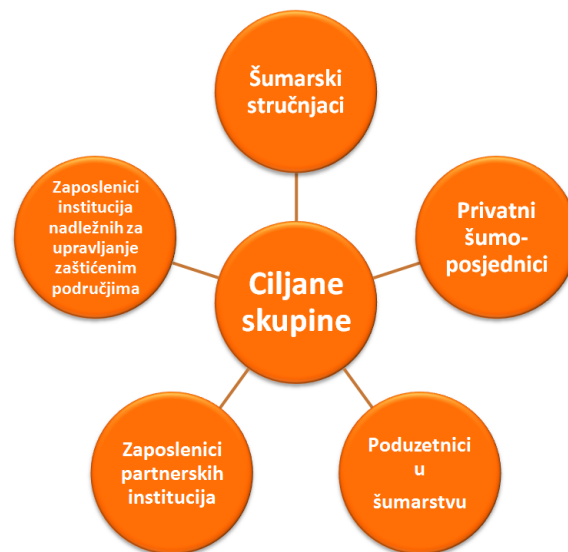 Šumarski
stručnjaci
Zaposlenici
institucija
nadležnih za
upravljanje
zaštićenim
područjima
Privatni
šumo-
posjednici
Ciljane
skupine
Zaposlenici
partnerskih
institucija
Poduzetnici
u
šumarstvu